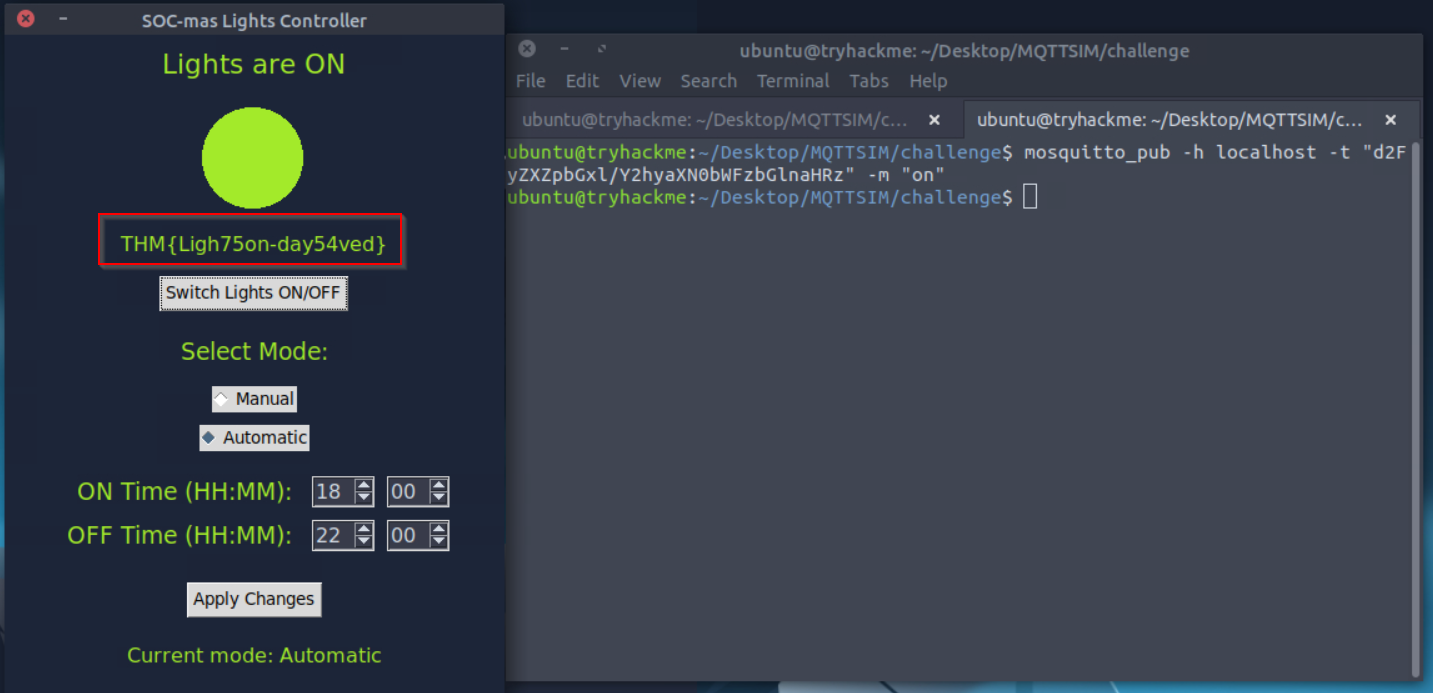 SOC-mas Lights Controller
Lights are ON
THM{Ligh75on-day54ved}
Switch Lights ON/OFF
Select Mode:
Manual
Automatic
ON Time (HH:MM): 18 00
OFF Time (HH:MM): 22 00
Apply Changes
Current mode: Automatic
ubuntu@tryhackme: ~/Desktop/MQTTSIM/challenge
File Edit View Search Terminal Tabs Help
ubuntu@tryhackme: ~/Desktop/MQTTSIM/c... ubuntu@tryhackme: ~/Desktop/MQTTSIM/c...
ubuntu@tryhackme:~/Desktop/MQTTSIM/challenge$ mosquitto_pub -h localhost -t "d2F
yZXZpbGxl/Y2hyaXN0bWFzbGlnaHRz" -m "on"
ubuntu@tryhackme:~/Desktop/MQTTSIM/challenge$